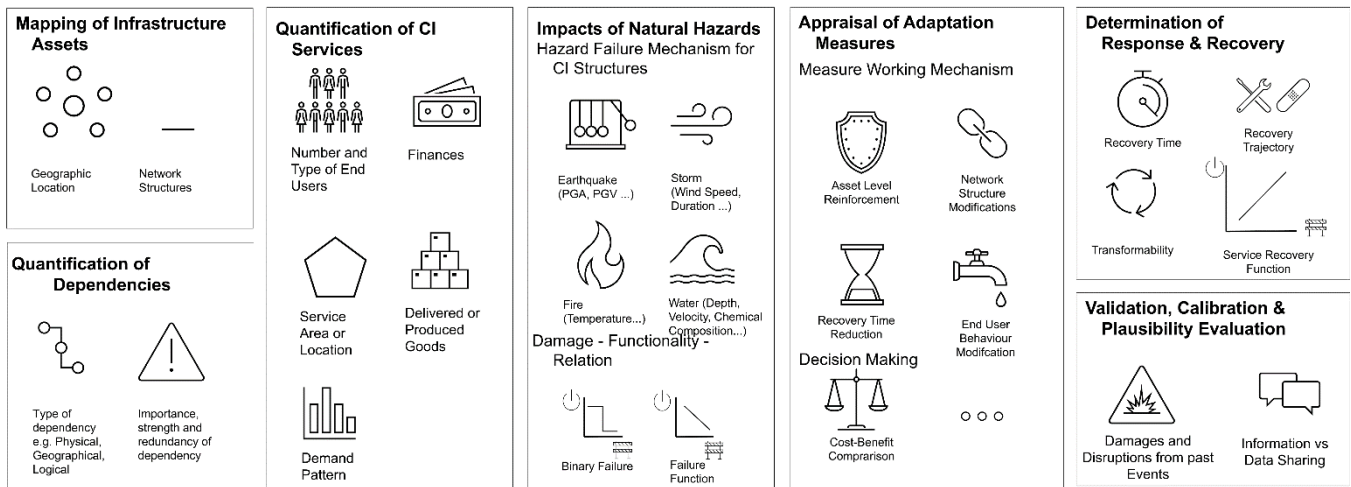 Mapping of Infrastructure
Assets
Geographic
Location
Network
Structures
Quantification of
Dependencies
Type of
dependency
e.g. Physical,
Geographical,
Logical
Importance,
strength and
redundancy of
dependency
Quantification of CI
Services
Number and
Type of End
Users
Finances
Service
Area or
Location
Delivered or
Produced
Goods
Demand
Pattern
Impacts of Natural Hazards
Hazard Failure Mechanism for
CI Structures
Earthquake
(PGA, PGV ...)
Storm
(Wind Speed,
Duration ...)
Fire
(Temperature...)
Water (Depth,
Velocity, Chemical
Composition...)
Damage - Functionality -
Relation
Binary Failure
Failure
Function
Appraisal of Adaptation
Measures
Measure Working Mechanism
Asset Level
Reinforcement
Network
Structure
Modifications
Recovery Time
Reduction
End User
Behaviour
Modifcation
Decision Making
Cost-Benefit
Comparison
Determination of
Response & Recovery
Recovery Time
Recovery
Trajectory
Transformability
Service Recovery
Function
Validation, Calibration &
Plausibility Evaluation
Damages and
Disruptions from past
Events
Information vs
Data Sharing